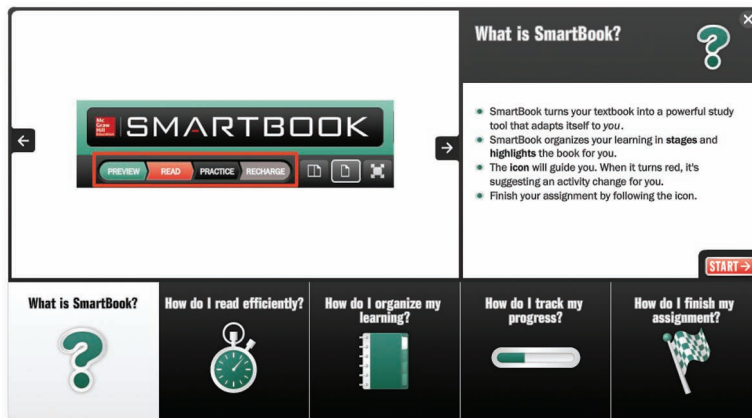 What is SmartBook?
Mc
Graw
Hill
Education
SMARTBOOK
PREVIEW READ PRACTICE RECHARGE
SmartBook turns your textbook into a powerful study
tool that adapts itself to you.
SmartBook organizes your learning in stages and
highlights the book for you.
The icon will guide you. When it turns red, it's
suggesting an activity change for you.
Finish your assignment by following the icon.
START
What is SmartBook?
How do I read efficiently?
How do I organize my
learning?
How do I track my
progress?
How do I finish my
assignment?